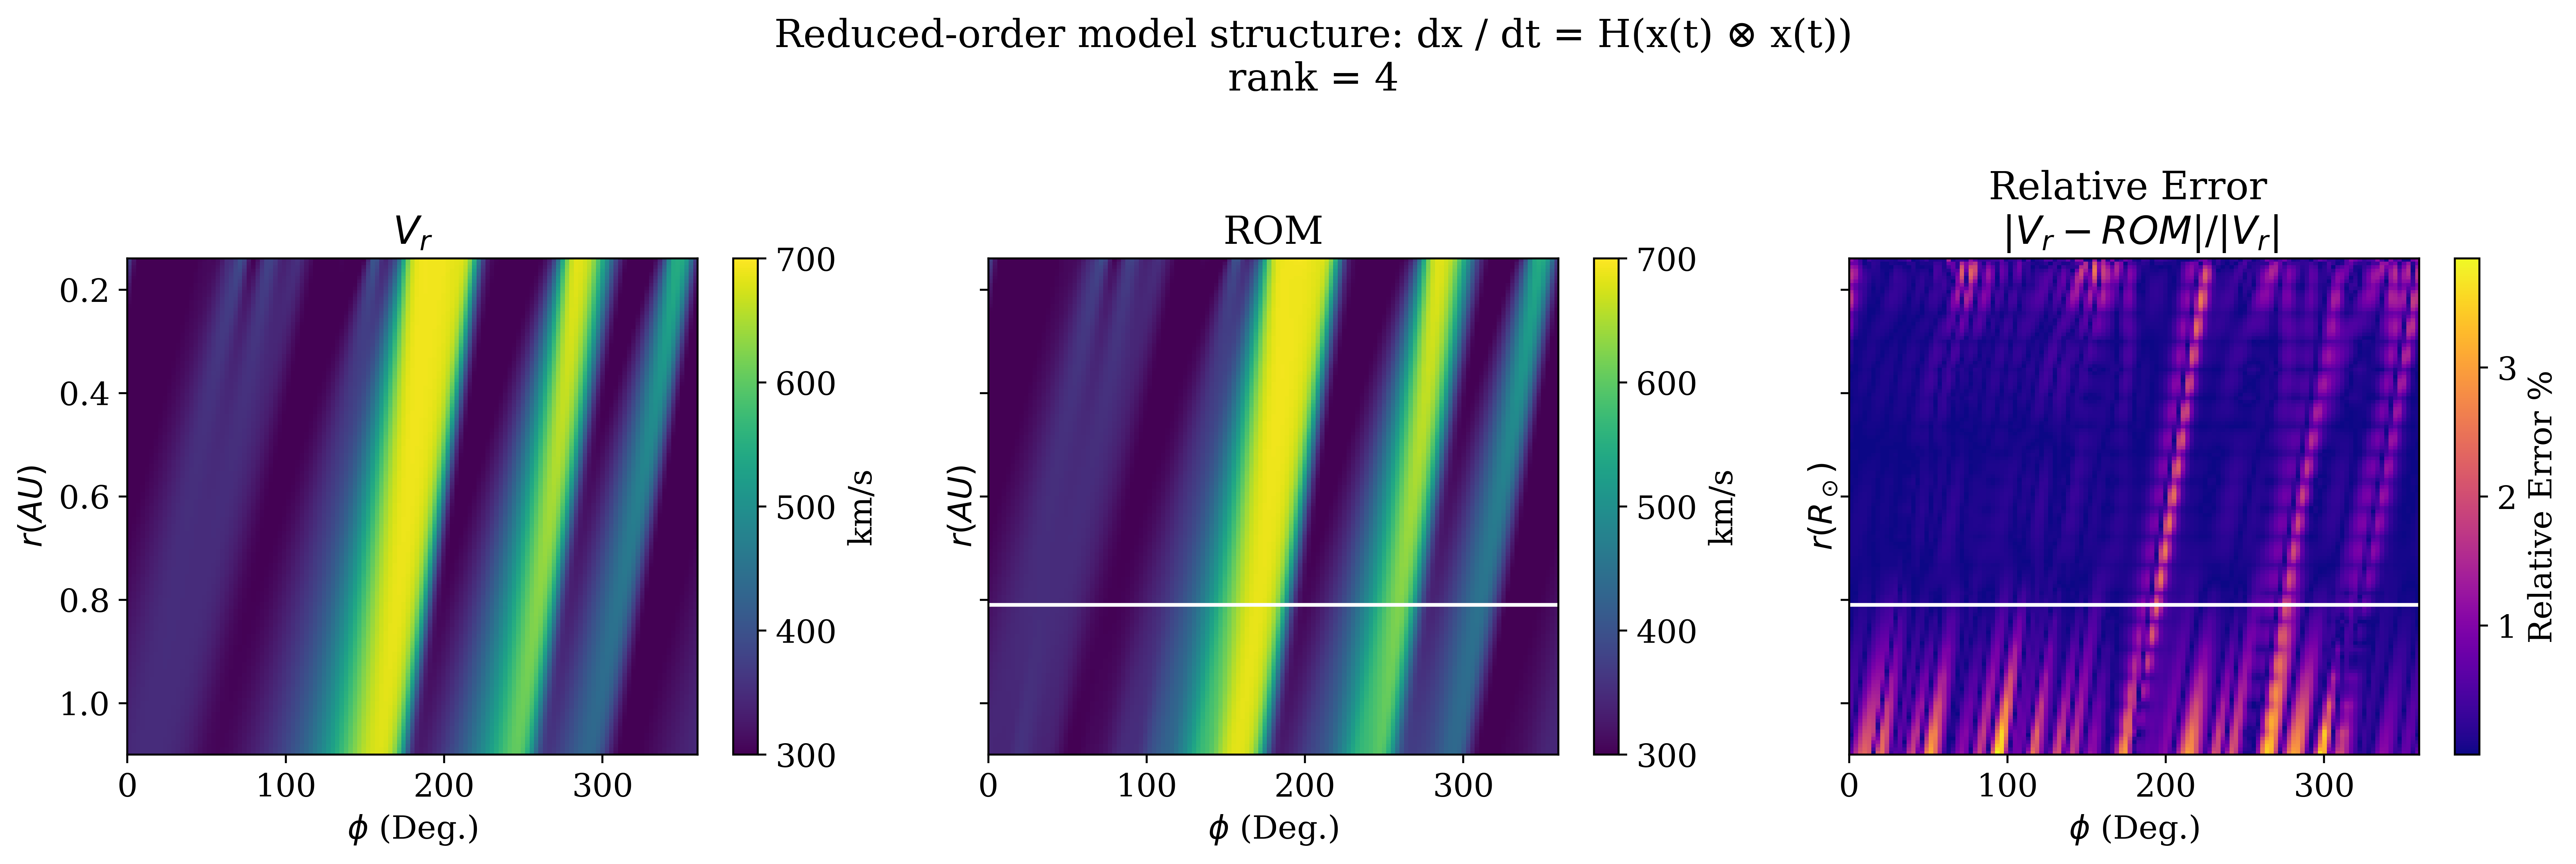 Reduced-order model structure: dx / dt = H(x(t) ⊗ x(t))
rank = 4
V_r
0.2
0.4
0.6
0.8
1.0
r(AU)
0
100
200
300
ϕ (Deg.)
700
600
500
400
300
km/s
ROM
r(AU)
0
100
200
300
ϕ (Deg.)
700
600
500
400
300
km/s
Relative Error
|V_r − ROM|/|V_r|
r(R_⊙)
0
100
200
300
ϕ (Deg.)
3
2
1
Relative Error %